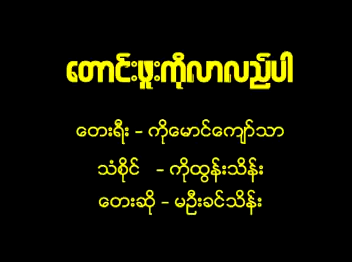 တောင်းဖူးကိုလာလည်ပါ
တေးရီး - ကိုမောင်ကျော်သာ
သံစိုင် - ကိုထွန်းသိန်း
တေးဆို - မဦးခင်သိန်း